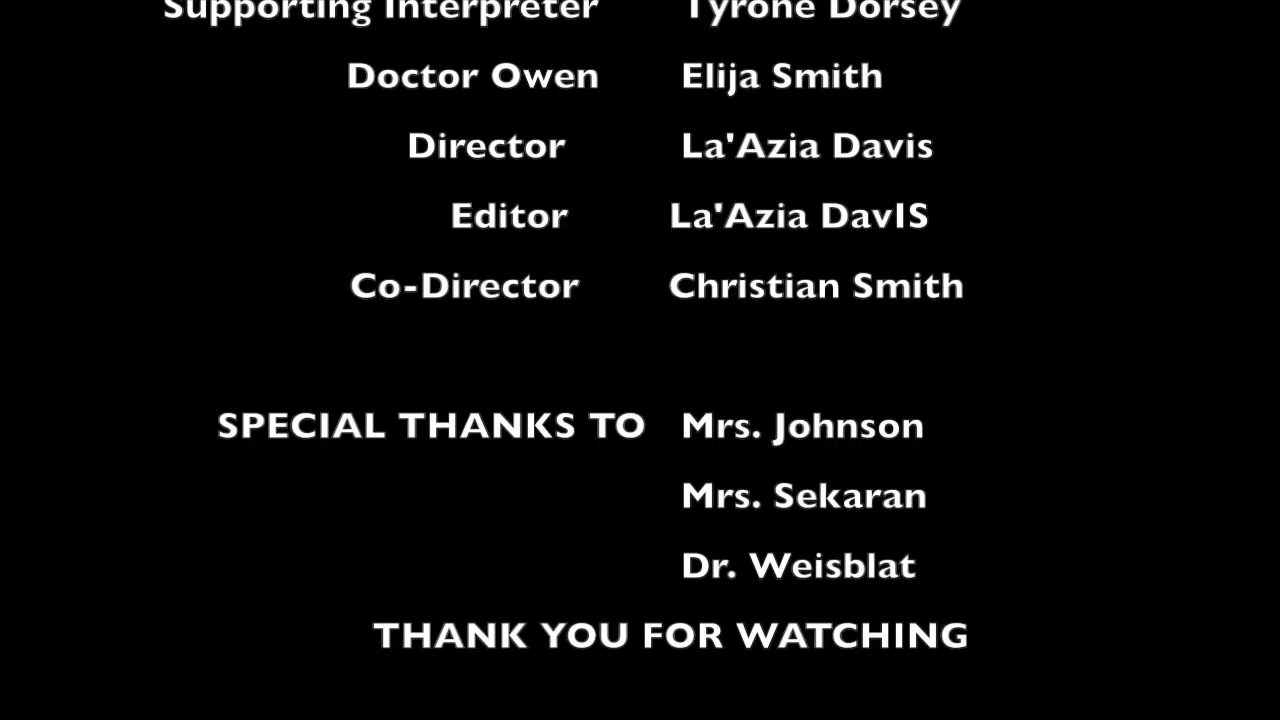 Supporting Interpreter Tyrone Dorsey
Doctor Owen Elija Smith
Director La'Azia Davis
Editor La'Azia DavIS
Co-Director Christian Smith
SPECIAL THANKS TO Mrs. Johnson
Mrs. Sekaran
Dr. Weisblat
THANK YOU FOR WATCHING